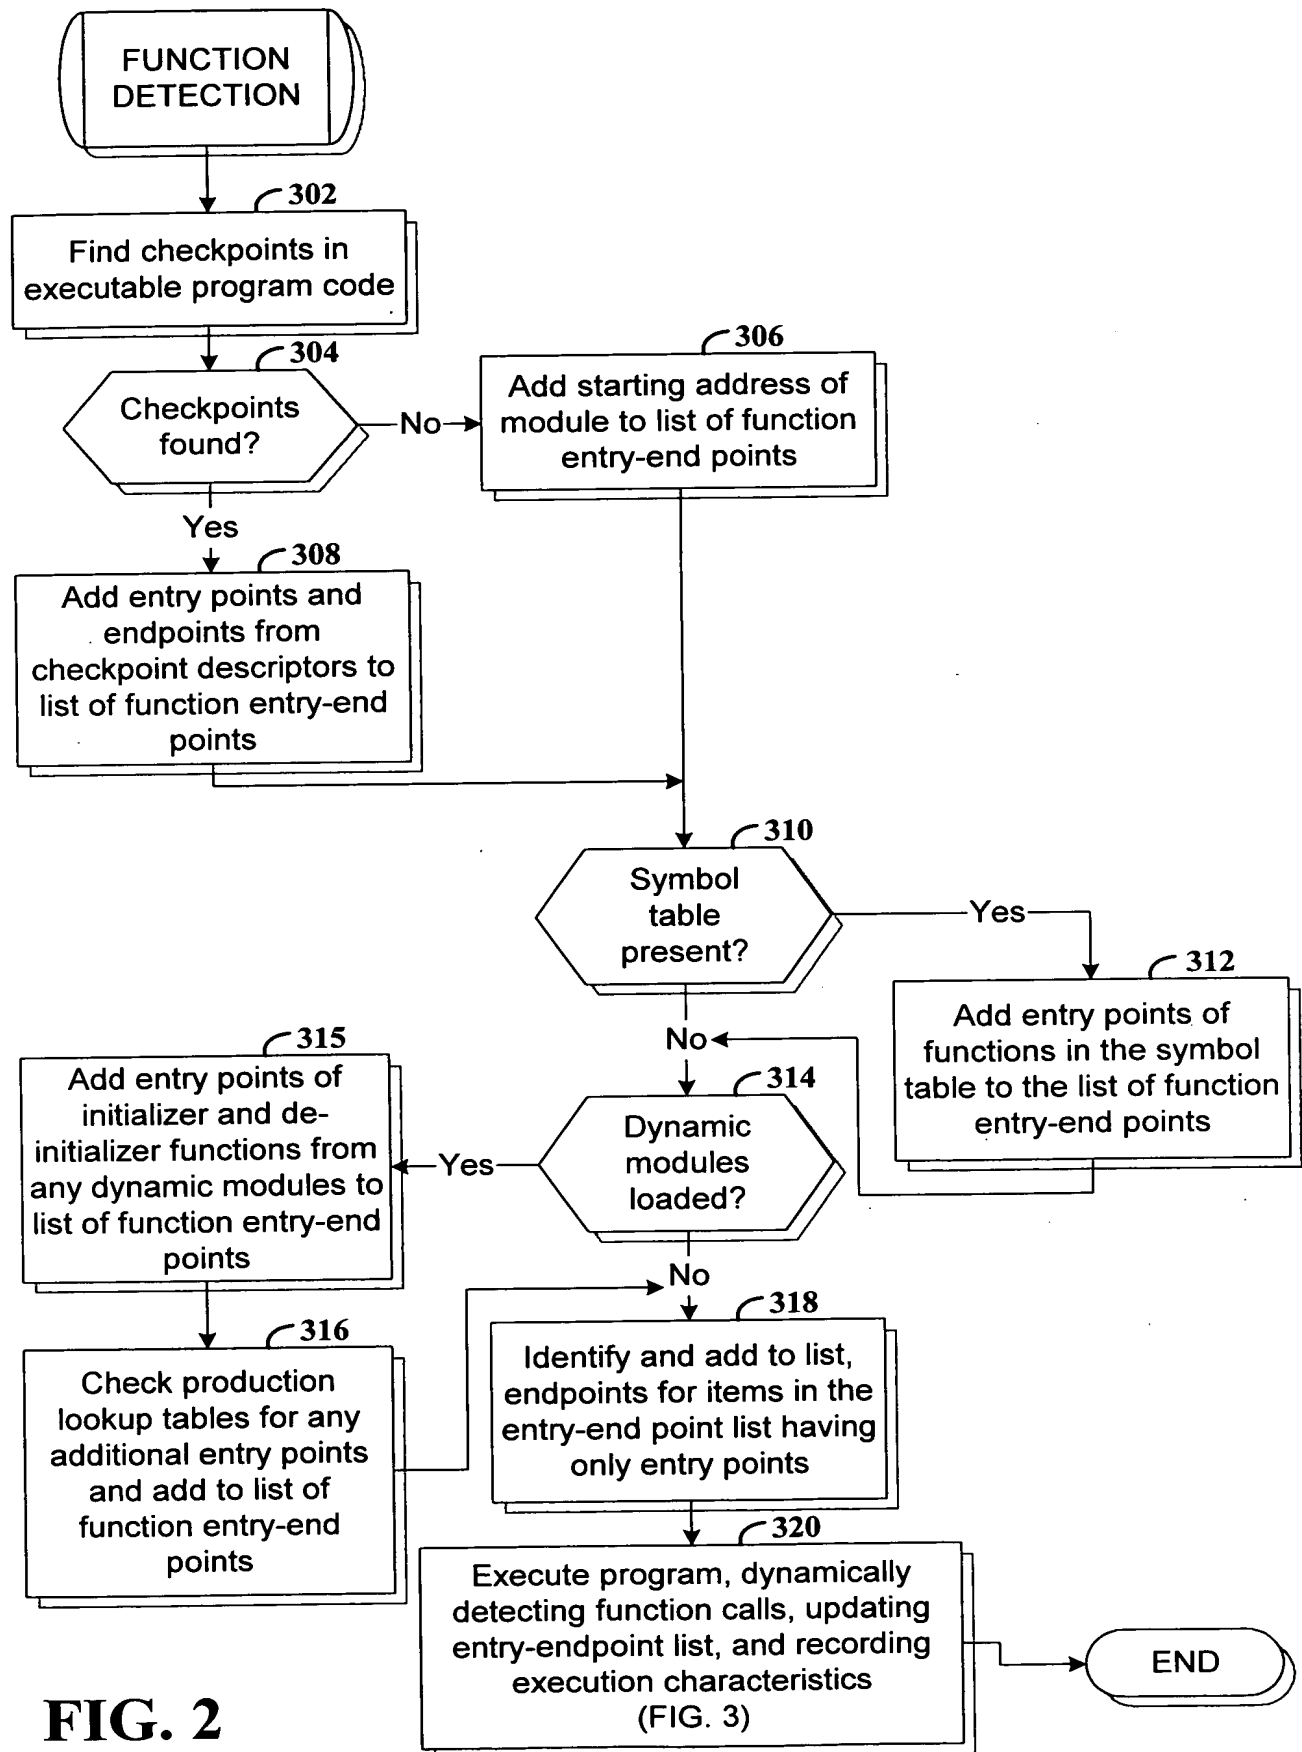 FUNCTION
DETECTION
302
Find checkpoints in
executable program code
304
Checkpoints
found?
No
306
Add starting address of
module to list of function
entry-end points
Yes
308
Add entry points and
endpoints from
checkpoint descriptors to
list of function entry-end
points
310
Symbol
table
present?
Yes
312
Add entry points of
functions in the symbol
table to the list of function
entry-end points
No
314
Dynamic
modules
loaded?
Yes
315
Add entry points of
initializer and de-
initializer functions from
any dynamic modules to
list of function entry-end
points
316
Check production
lookup tables for any
additional entry points
and add to list of
function entry-end
points
No
318
Identify and add to list,
endpoints for items in the
entry-end point list having
only entry points
320
Execute program, dynamically
detecting function calls, updating
entry-endpoint list, and recording
execution characteristics
(FIG. 3)
END
FIG. 2